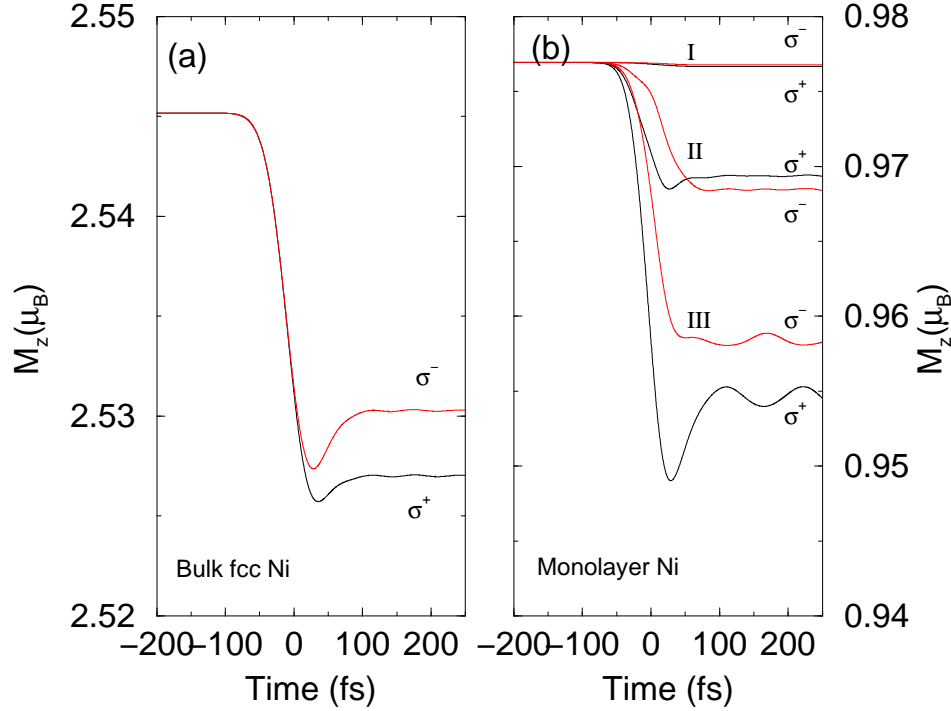 (a)
2.55
2.54
2.53
2.52
M_z(μ_B)
σ⁻
σ⁺
Bulk fcc Ni
−200 −100 0 100 200
Time (fs)
(b)
0.98
0.97
0.96
0.95
0.94
M_z(μ_B)
I
σ⁻
σ⁺
II
σ⁺
σ⁻
III
σ⁻
σ⁺
Monolayer Ni
−200 −100 0 100 200
Time (fs)